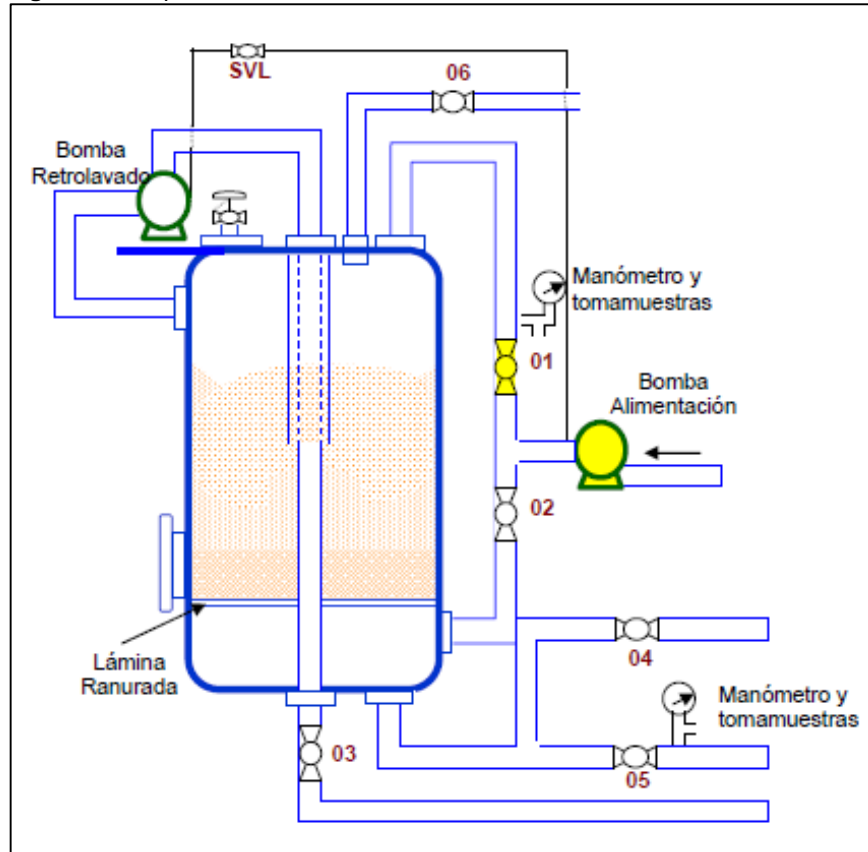 SVL
06
Bomba
Retrolavado
Manómetro y
tomamuestras
01
Bomba
Alimentación
02
Lámina
Ranurada
04
Manómetro y
tomamuestras
03
05